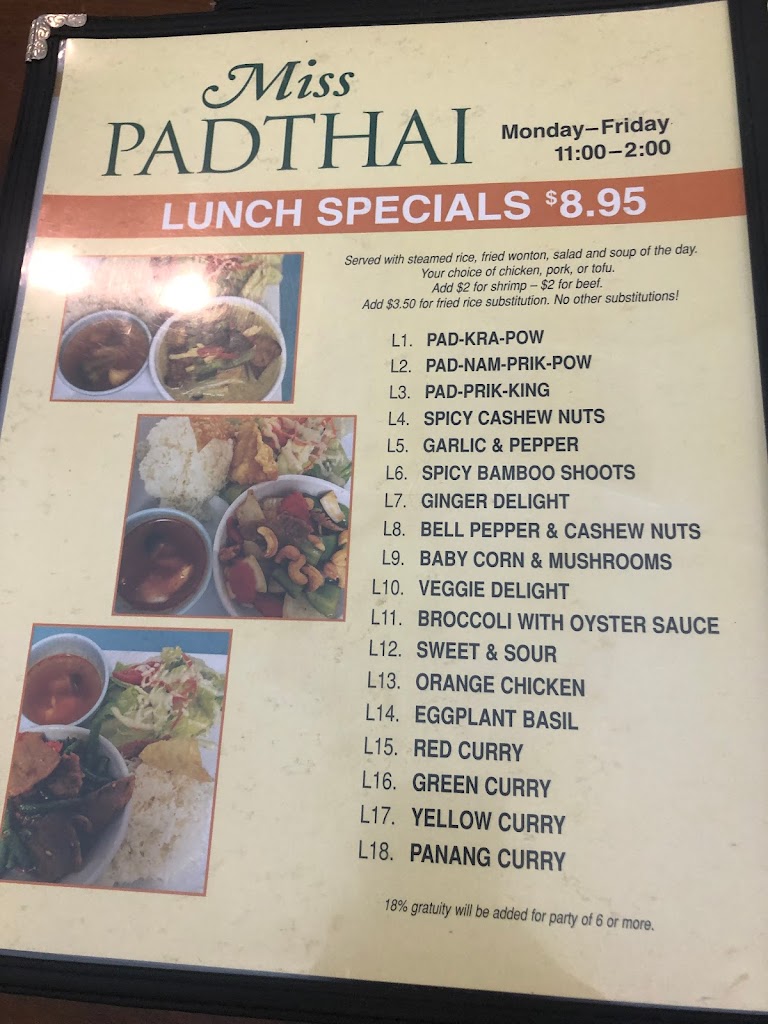 Miss
PADTHAI
Monday–Friday
11:00–2:00
LUNCH SPECIALS $8.95
Served with steamed rice, fried wonton, salad and soup of the day.
Your choice of chicken, pork, or tofu.
Add $2 for shrimp – $2 for beef.
Add $3.50 for fried rice substitution. No other substitutions!
L1. PAD-KRA-POW
L2. PAD-NAM-PRIK-POW
L3. PAD-PRIK-KING
L4. SPICY CASHEW NUTS
L5. GARLIC & PEPPER
L6. SPICY BAMBOO SHOOTS
L7. GINGER DELIGHT
L8. BELL PEPPER & CASHEW NUTS
L9. BABY CORN & MUSHROOMS
L10. VEGGIE DELIGHT
L11. BROCCOLI WITH OYSTER SAUCE
L12. SWEET & SOUR
L13. ORANGE CHICKEN
L14. EGGPLANT BASIL
L15. RED CURRY
L16. GREEN CURRY
L17. YELLOW CURRY
L18. PANANG CURRY
18% gratuity will be added for party of 6 or more.